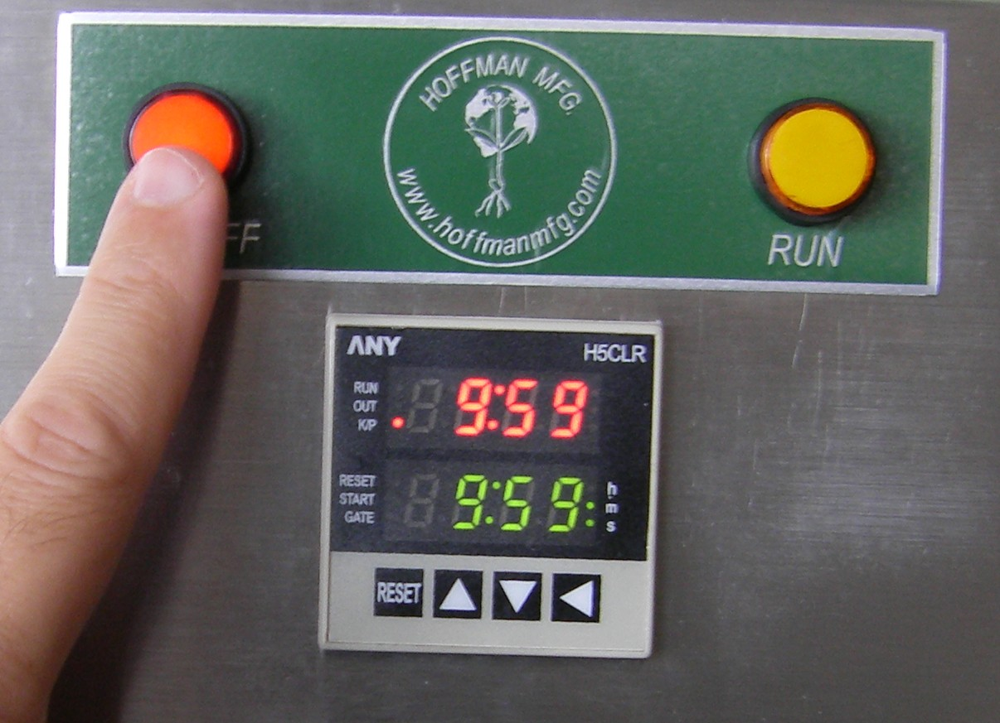 HOFFMAN MFG.
www.hoffmanmfg.com
FF
RUN
ANY
H5CLR
RUN
OUT
K/P
9:59
RESET
START
GATE
9:59
h
m
s
RESET